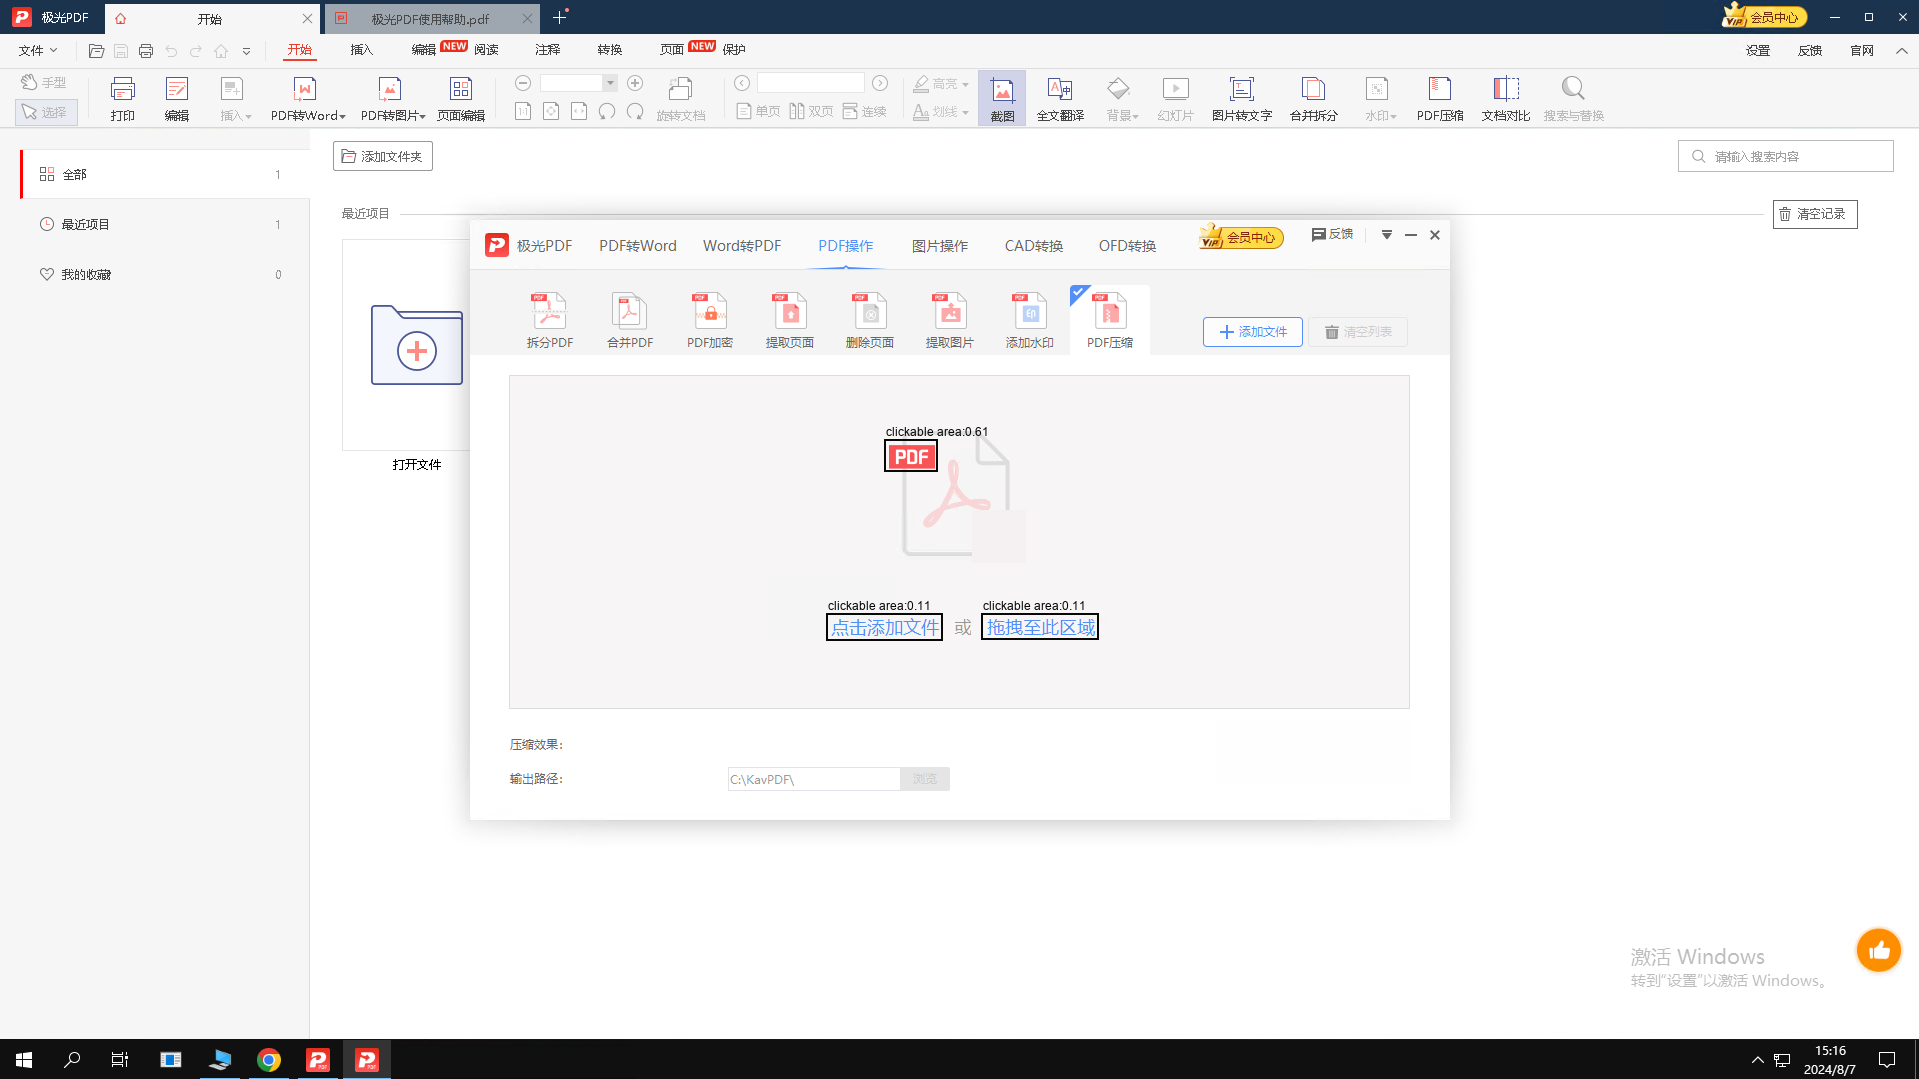 极光PDF
开始
极光PDF使用帮助.pdf
会员中心
文件
开始
插入
编辑 NEW
阅读
注释
转换
页面 NEW
保护
设置
反馈
官网
手型
选择
打印
编辑
插入
PDF转Word
PDF转图片
页面编辑
旋转文档
单页
双页
连续
高亮
划线
截图
全文翻译
背景
幻灯片
图片转文字
合并拆分
水印
PDF压缩
文档对比
搜索与替换
全部 1
最近项目 1
我的收藏 0
添加文件夹
请输入搜索内容
最近项目
清空记录
打开文件
极光PDF
PDF转Word
Word转PDF
PDF操作
图片操作
CAD转换
OFD转换
VIP 会员中心
反馈
拆分PDF
合并PDF
PDF加密
提取页面
删除页面
提取图片
添加水印
PDF压缩
添加文件
清空列表
clickable area:0.61
PDF
clickable area:0.11
clickable area:0.11
点击添加文件 或 拖拽至此区域
压缩效果：
输出路径：
C:\KavPDF\
浏览
激活 Windows
转到“设置”以激活 Windows。
15:16
2024/8/7